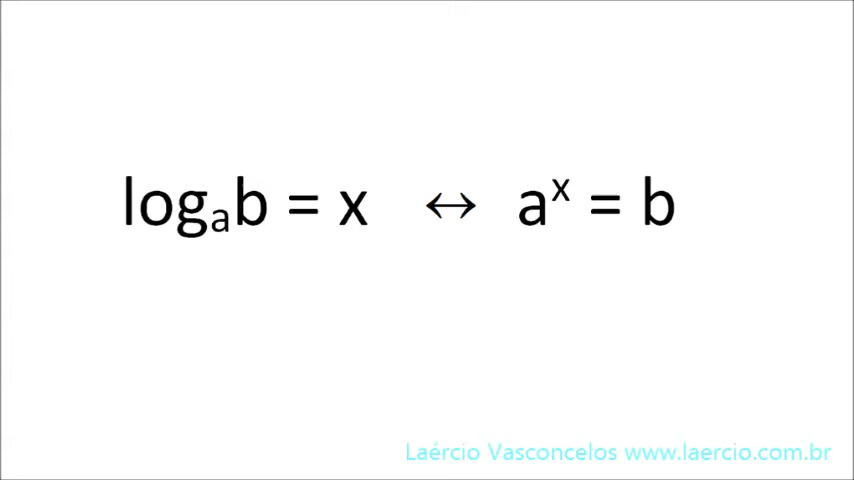 logₐb = x ↔ aˣ = b
Laércio Vasconcelos www.laercio.com.br